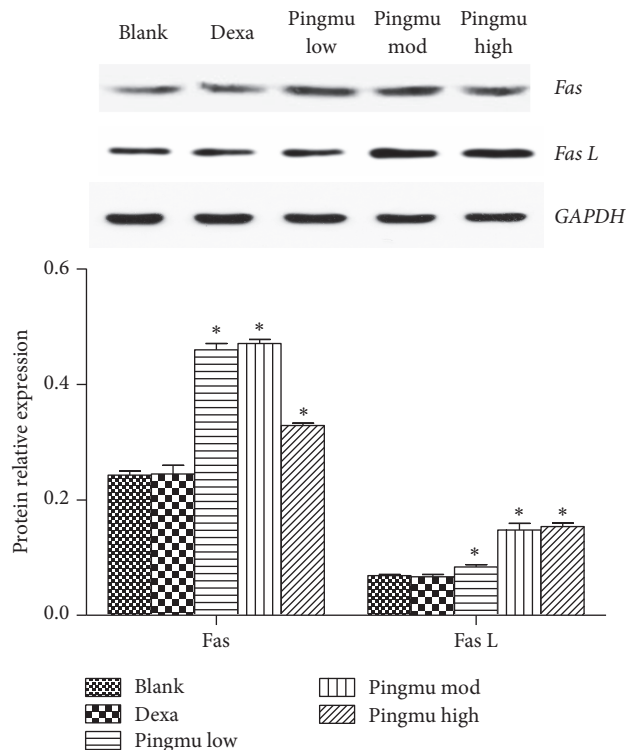 Blank Dexa Pingmu low Pingmu mod Pingmu high
Fas
Fas L
GAPDH
Protein relative expression
0.6
0.4
0.2
0.0
* * *
* * *
Fas Fas L
Blank
Dexa
Pingmu low
Pingmu mod
Pingmu high